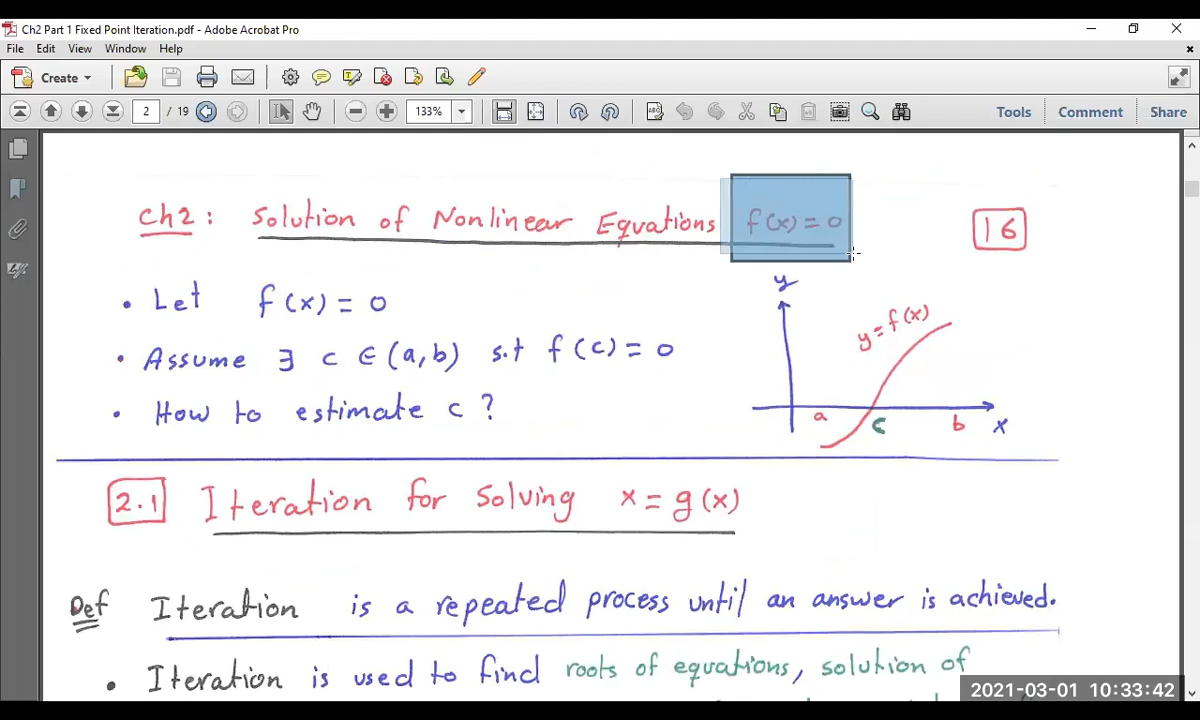 Ch2 Part 1 Fixed Point Iteration.pdf - Adobe Acrobat Pro
File Edit View Window Help
Create
2 / 19 133% Tools Comment Share
Ch2: Solution of Nonlinear Equations f(x) = 0 16
• Let f(x) = 0
• Assume ∃ c ∈ (a,b) s.t f(c) = 0
• How to estimate c ?
y
y = f(x)
a c b x
2.1 Iteration for solving x = g(x)
Def Iteration is a repeated process until an answer is achieved.
• Iteration is used to find roots of equations, solution of
2021-03-01 10:33:42